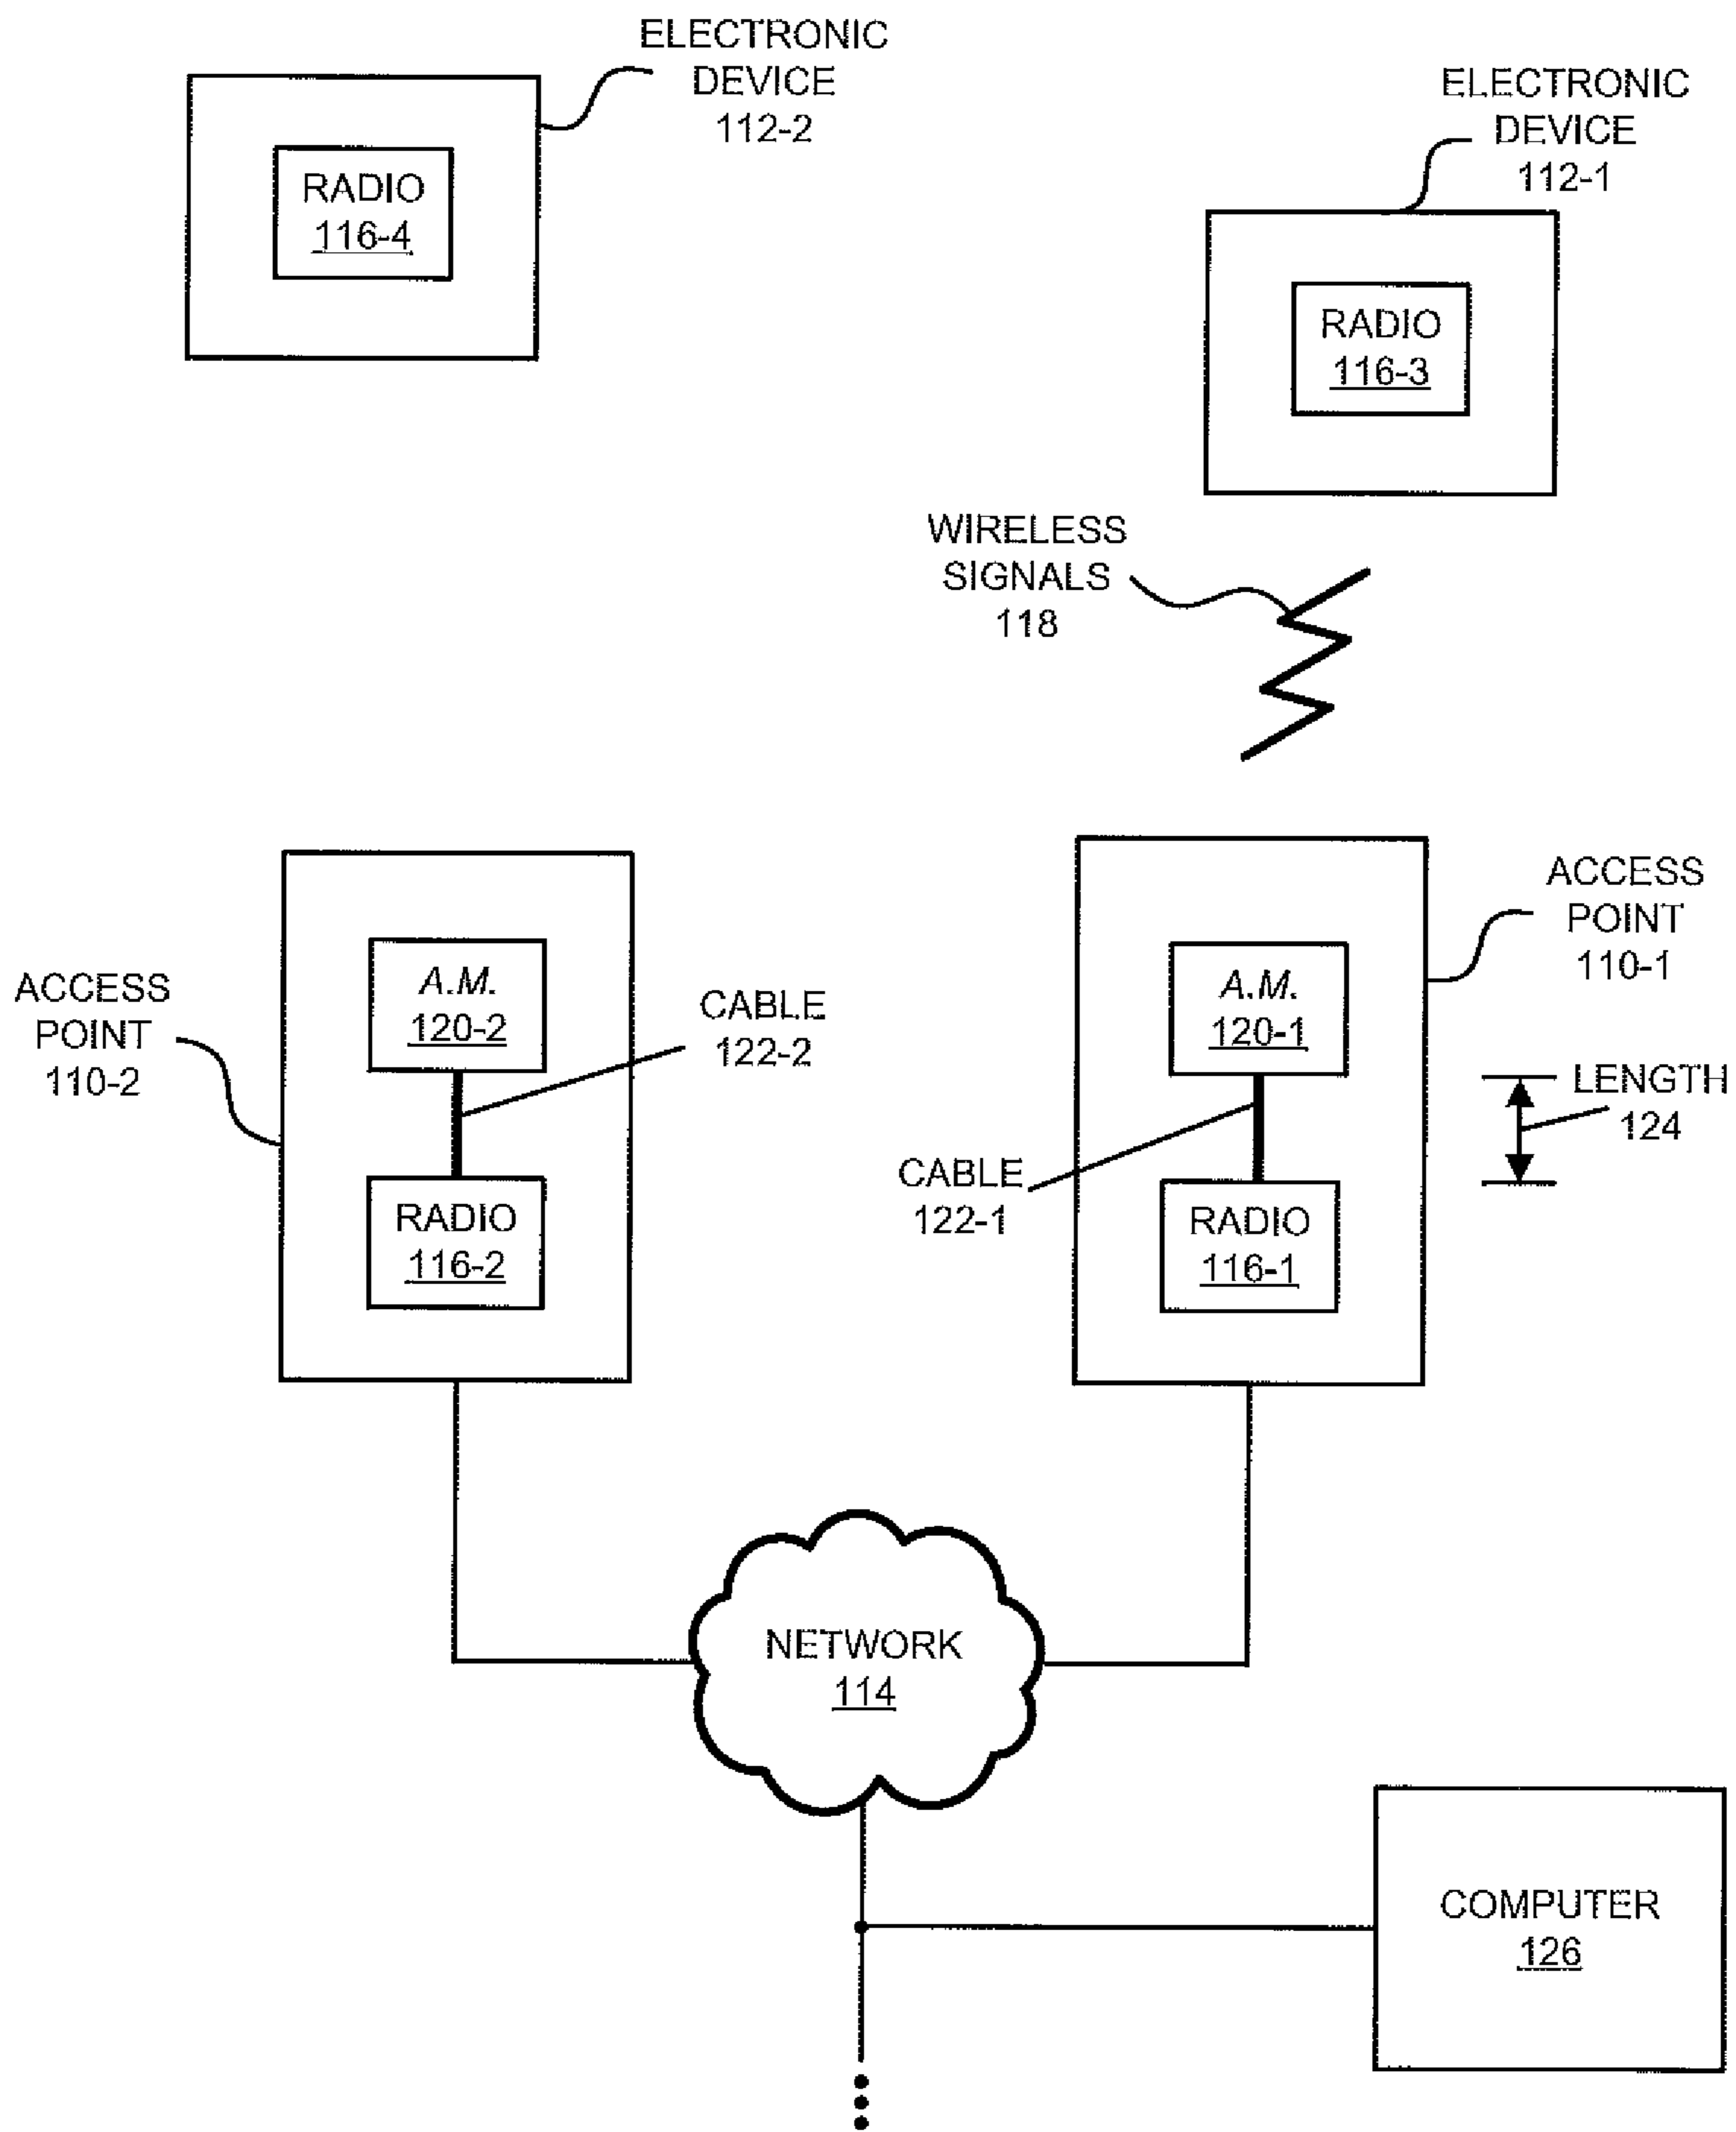 ELECTRONIC
DEVICE
112-2
RADIO
116-4
ELECTRONIC
DEVICE
112-1
RADIO
116-3
WIRELESS
SIGNALS
118
ACCESS
POINT
110-2
A.M.
120-2
CABLE
122-2
RADIO
116-2
ACCESS
POINT
110-1
A.M.
120-1
LENGTH
124
CABLE
122-1
RADIO
116-1
NETWORK
114
COMPUTER
126